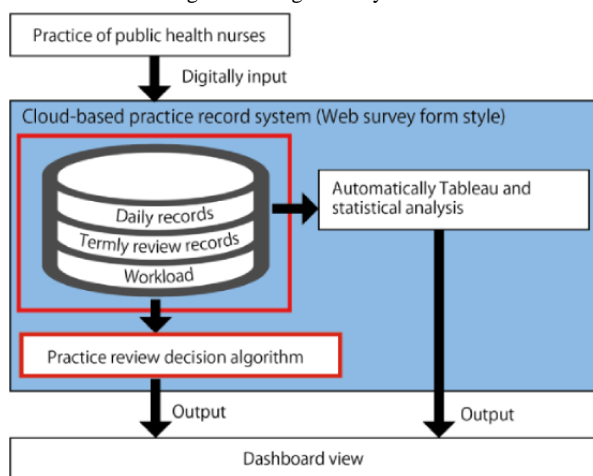 Practice of public health nurses
Digitally input
Cloud-based practice record system (Web survey form style)
Daily records
Termly review records
Workload
Automatically Tableau and
statistical analysis
Practice review decision algorithm
Output
Output
Dashboard view